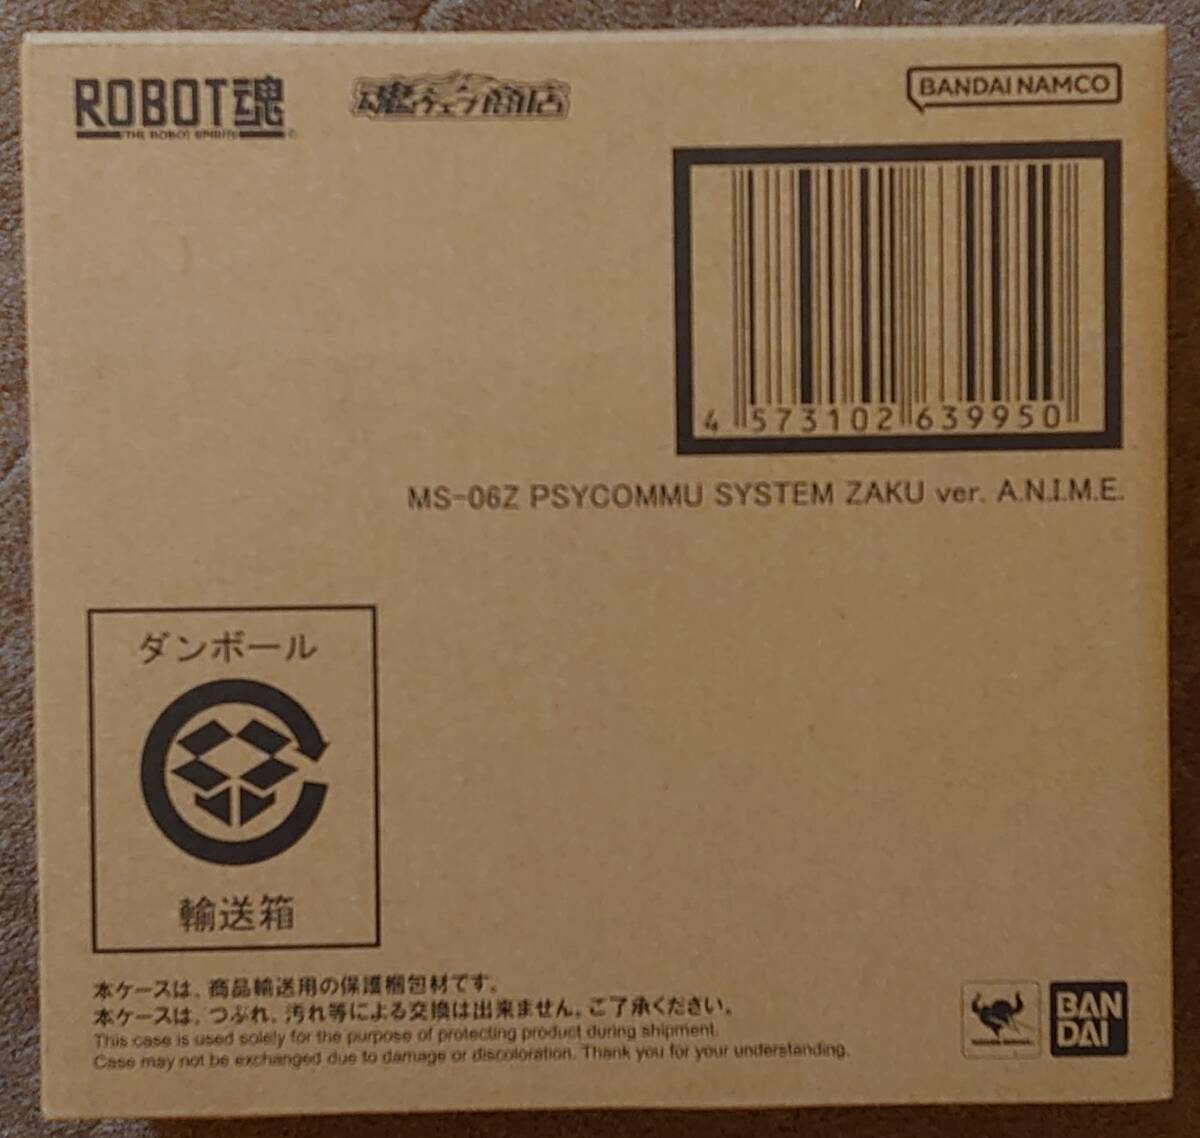 ROBOT魂
THE ROBOT SPIRITS
魂ウェブ商店
BANDAI NAMCO
4 573102 639950
MS-06Z PSYCOMMU SYSTEM ZAKU ver. A.N.I.M.E.
ダンボール
輸送箱
本ケースは、商品輸送用の保護梱包材です。
本ケースは、つぶれ、汚れ等による交換は出来ません。ご了承ください。
This case is used solely for the purpose of protecting product during shipment.
Case may not be exchanged due to damage or discoloration. Thank you for your understanding.
BAN
DAI